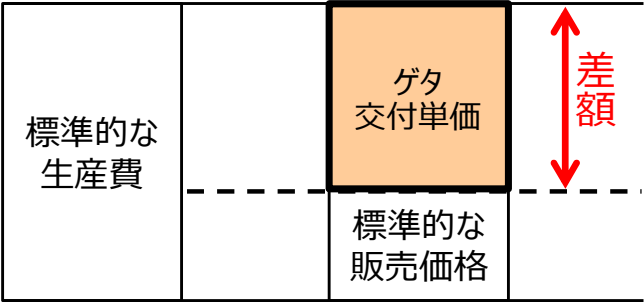 標準的な
生産費
ゲタ
交付単価
差額
標準的な
販売価格